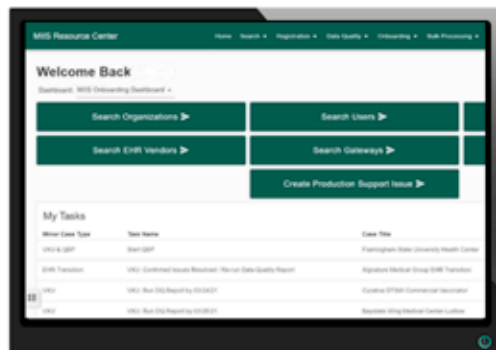 MIIS Resource Center Home Search Registration Data Quality Onboarding Bulk Processing
Welcome Back
Dashboard: MIIS Onboarding Dashboard
Search Organizations Search Users
Search EHR Vendors Search Gateways
Create Production Support Issue
My Tasks
Minor Case Type Task Name Case Title
VXU & QBP Start QBP Framingham State University Health Center
EHR Transition VXU: Confirmed Issues Resolved / Re-run Data Quality Report Signature Medical Group EHR Transition
VXU VXU: Run DQ Report by 03/24/21 Curative Commercial Vaccinator
VXU VXU: Run DQ Report by Baystate Wing Medical Center-Ludlow